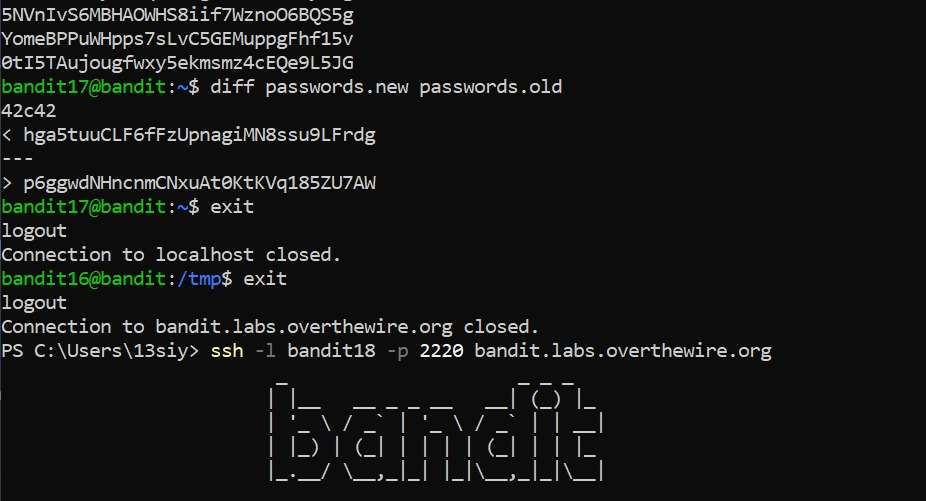 5NVnIvS6MBHAOWHS8iif7WznoO6BQS5g
YomeBPPuWHpps7sLvC5GEMuppgFhf15v
0tI5TAujougfwxy5ekmsmz4cEQe9L5JG
bandit17@bandit:~$ diff passwords.new passwords.old
42c42
< hga5tuuCLF6fFzUpnagiMN8ssu9LFrdg
---
> p6ggwdNHncnmCNxuAt0KtKVq185ZU7AW
bandit17@bandit:~$ exit
logout
Connection to localhost closed.
bandit16@bandit:/tmp$ exit
logout
Connection to bandit.labs.overthewire.org closed.
PS C:\Users\13siy> ssh -l bandit18 -p 2220 bandit.labs.overthewire.org
bandit